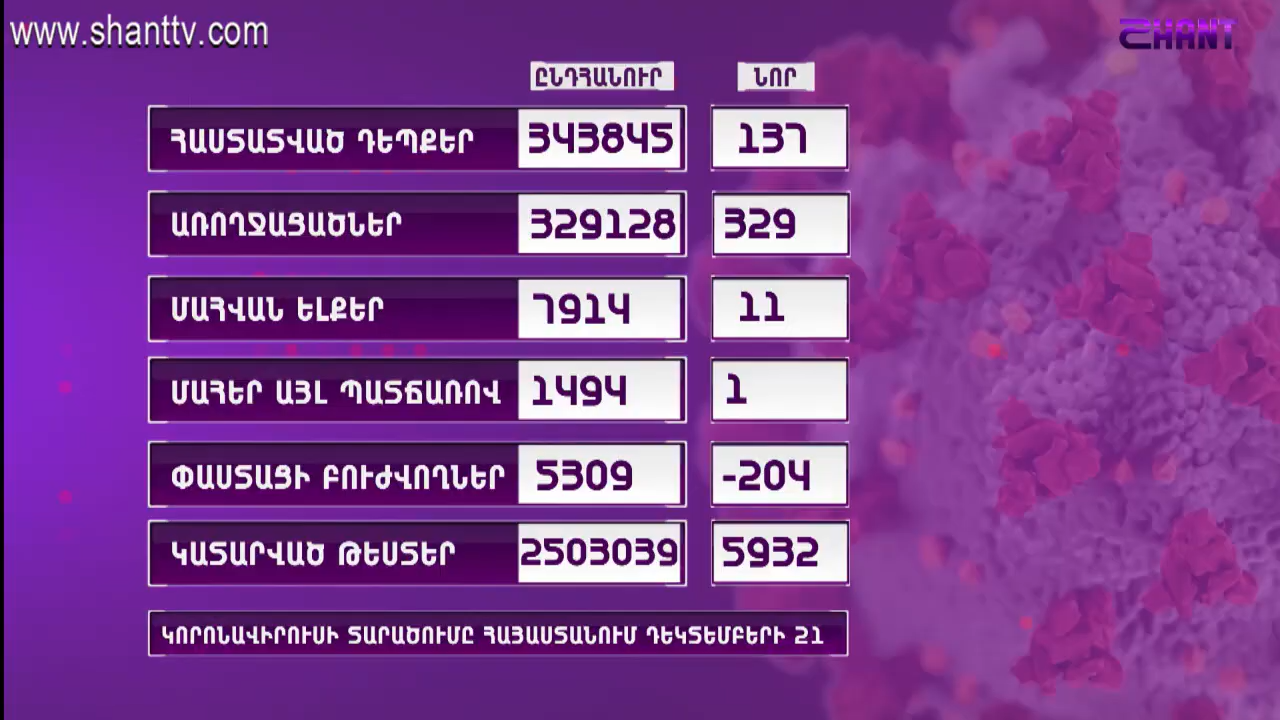 www.shanttv.com
SHANT
ԸՆԴՀԱՆՈՒՐ ՆՈՐ
ՀԱՍՏԱՏՎԱԾ ԴԵՊՔԵՐ 343845 137
ԱՌՈՂՋԱՑԱԾՆԵՐ 329128 329
ՄԱՀՎԱՆ ԵԼՔԵՐ 7914 11
ՄԱՀԵՐ ԱՅԼ ՊԱՏՃԱՌՈՎ 1494 1
ՓԱՍՏԱՑԻ ԲՈՒԺՎՈՂՆԵՐ 5309 -204
ԿԱՏԱՐՎԱԾ ԹԵՍՏԵՐ 2503039 5932
ԿՈՐՈՆԱՎԻՐՈՒՍԻ ՏԱՐԱԾՈՒՄԸ ՀԱՅԱՍՏԱՆՈՒՄ ԴԵԿՏԵՄԲԵՐԻ 21